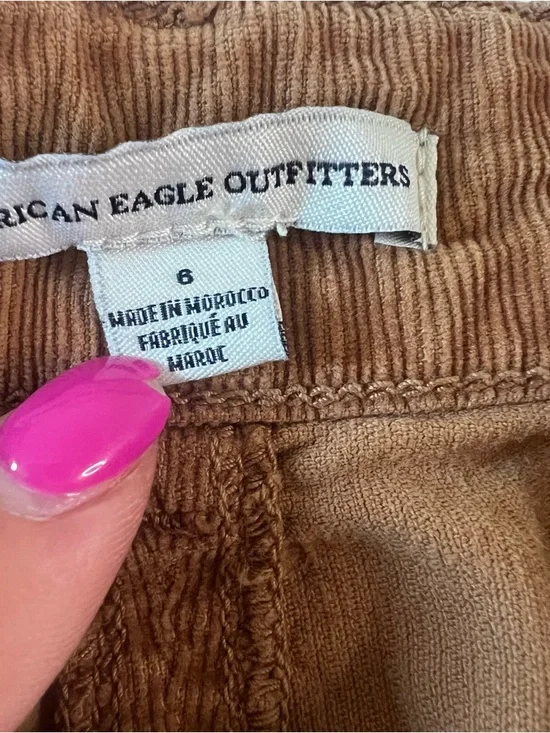 RICAN EAGLE OUTFITTERS
6
MADE IN MOROCCO
FABRIQUÉ AU
MAROC